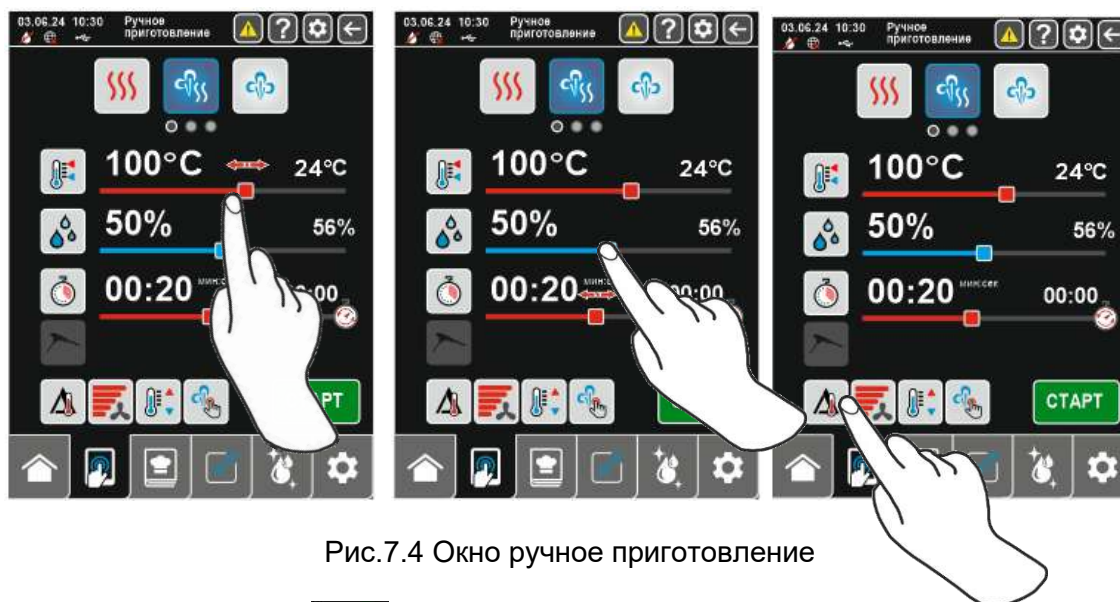 03.06.24 10:30 Ручное приготовление
100°C 24°C
50% 56%
00:20
03.06.24 10:30 Ручное приготовление
100°C 24°C
50% 56%
00:20 00:00
03.06.24 10:30 Ручное приготовление
100°C 24°C
50% 56%
00:20 мин:сек 00:00
СТАРТ
Рис.7.4 Окно ручное приготовление